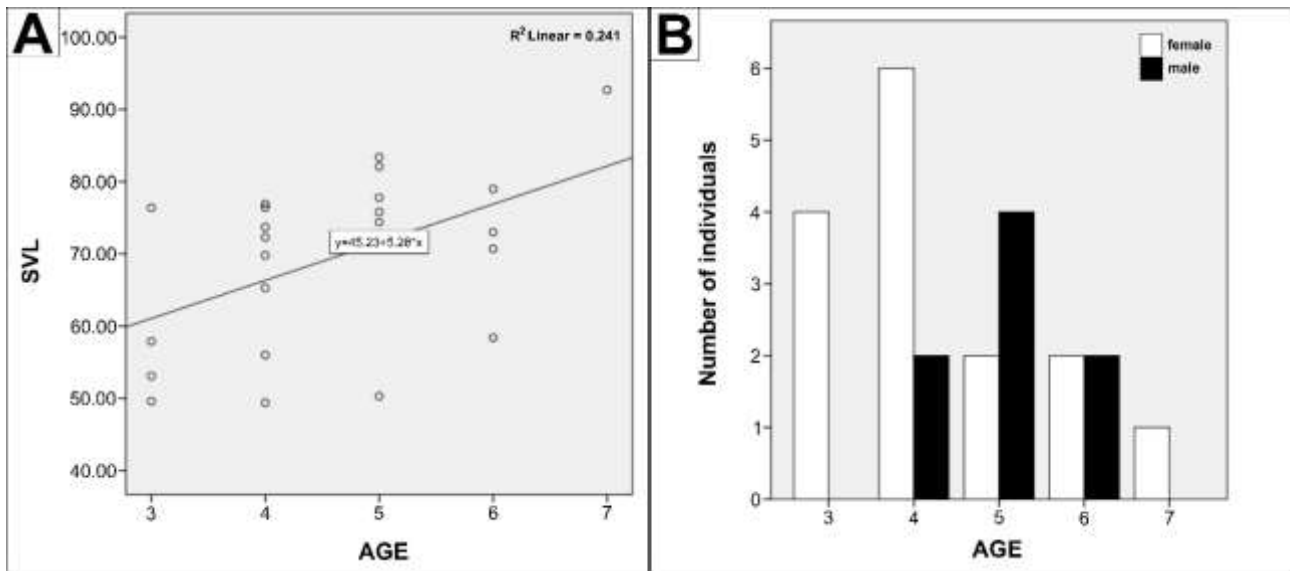 A
R² Linear = 0.241
100.00
90.00
80.00
70.00
60.00
50.00
40.00
SVL
y=45.23+5.28*x
3 4 5 6 7
AGE
B
female
male
6
5
4
3
2
1
0
Number of individuals
3 4 5 6 7
AGE